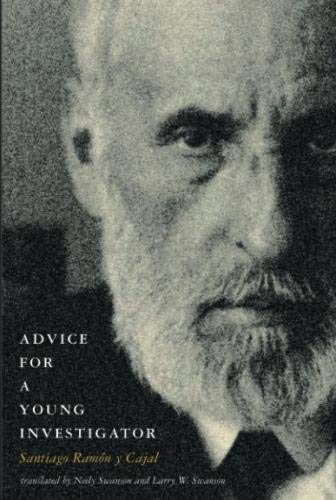 ADVICE
FOR
A
YOUNG
INVESTIGATOR
Santiago Ramón y Cajal
translated by Neely Swanson and Larry W. Swanson